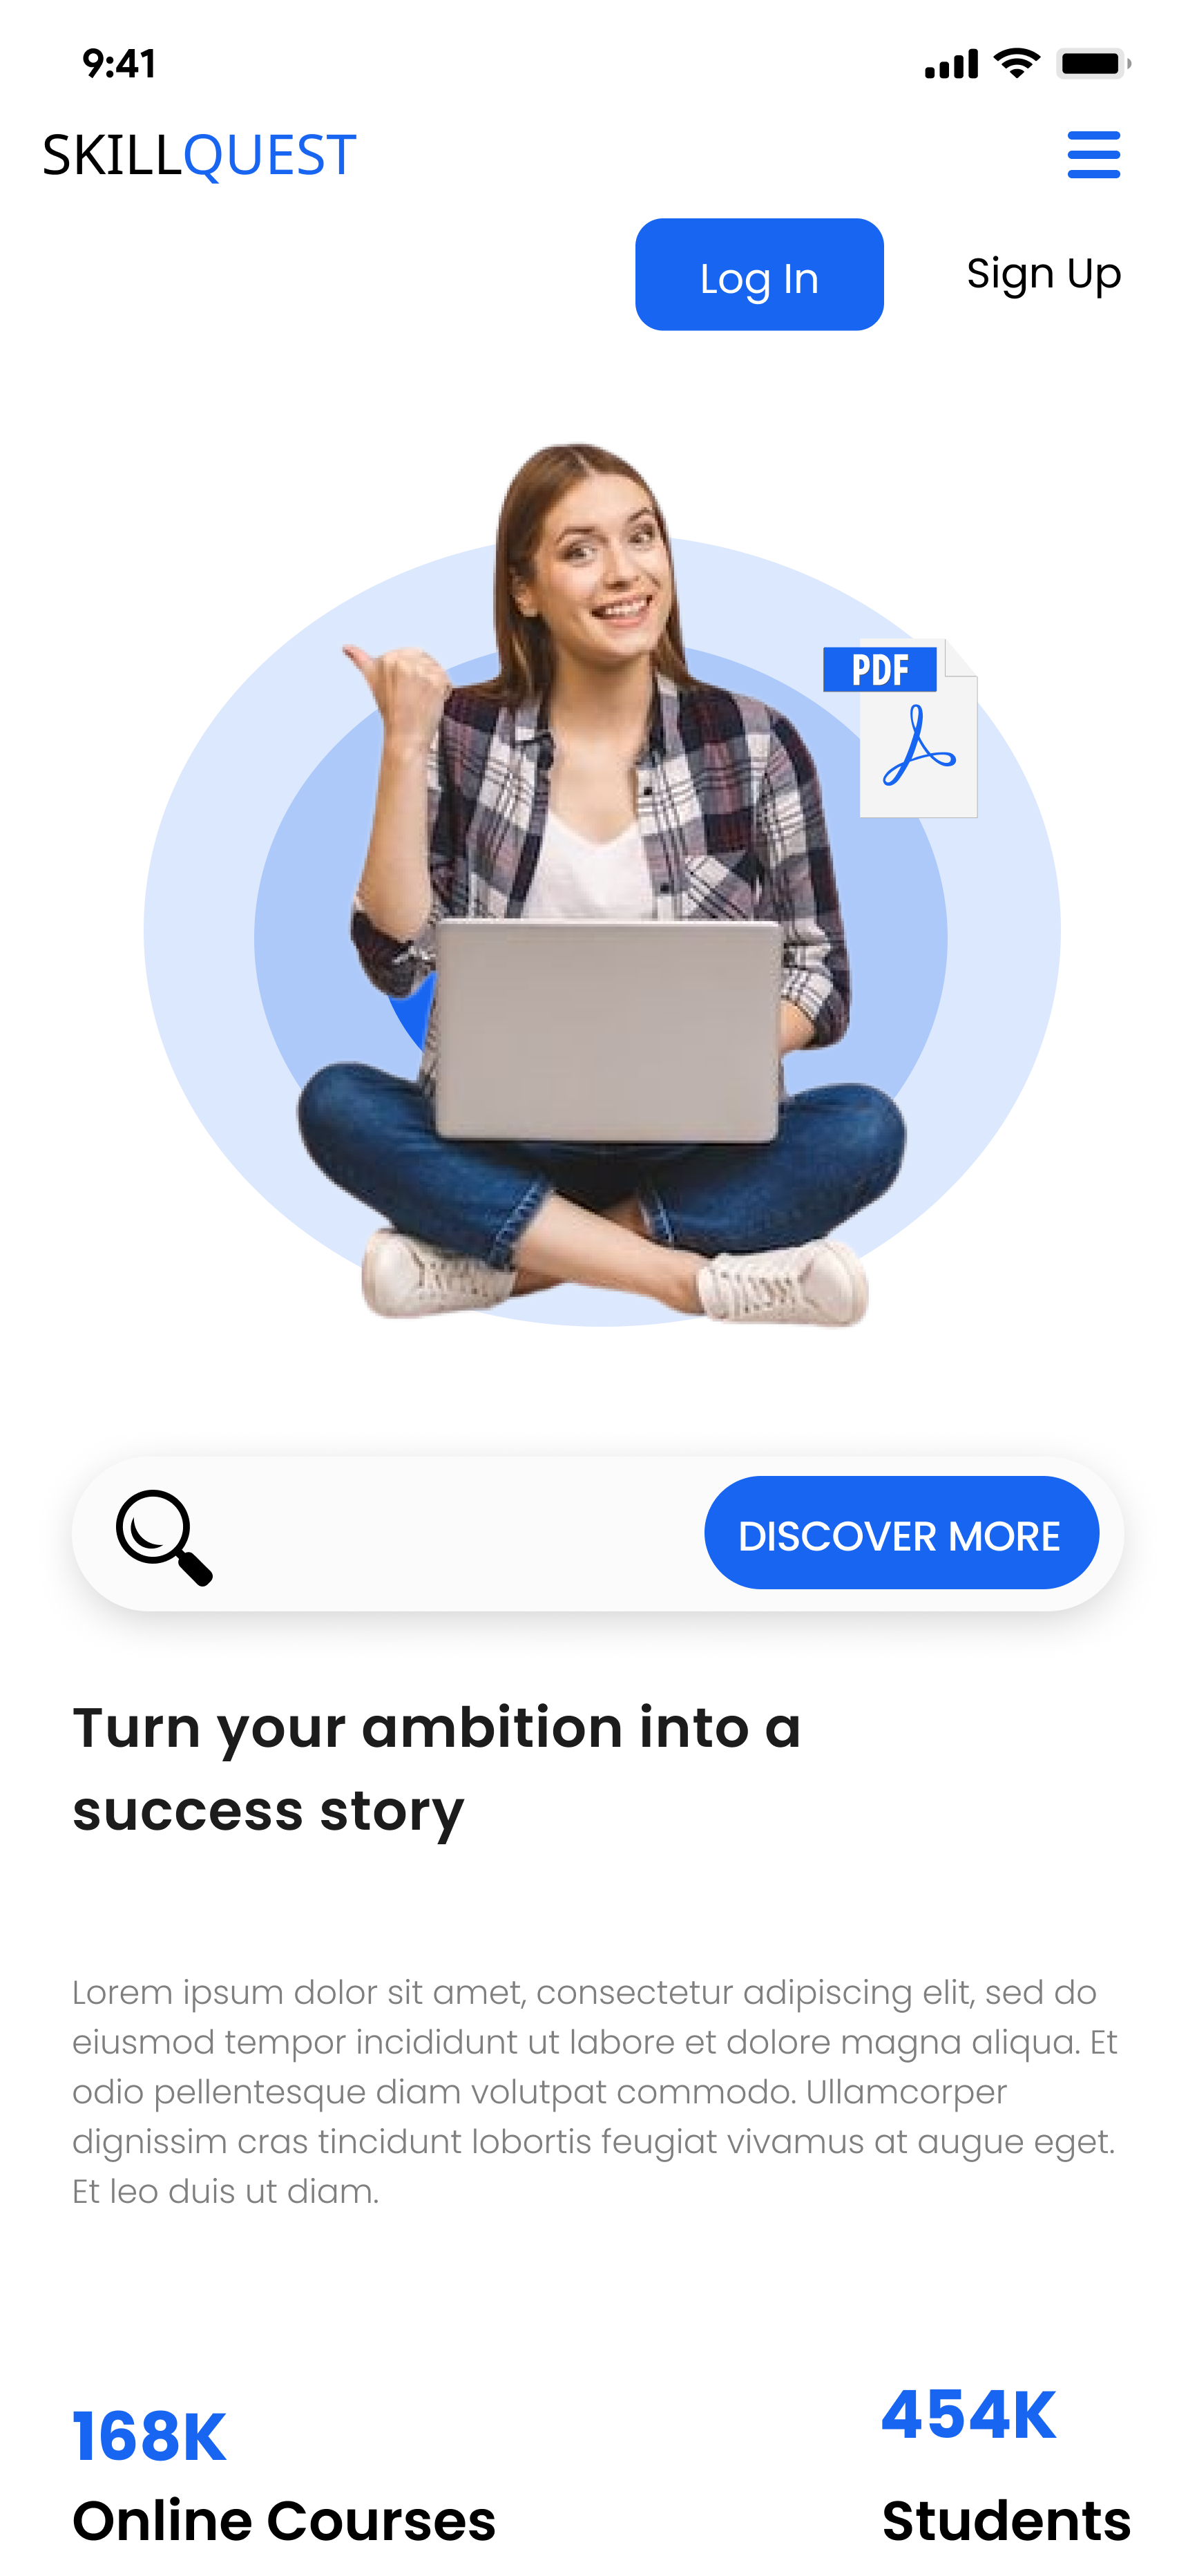 9:41
SKILLQUEST
Log In
Sign Up
PDF
DISCOVER MORE
Turn your ambition into a
success story
Lorem ipsum dolor sit amet, consectetur adipiscing elit, sed do
eiusmod tempor incididunt ut labore et dolore magna aliqua. Et
odio pellentesque diam volutpat commodo. Ullamcorper
dignissim cras tincidunt lobortis feugiat vivamus at augue eget.
Et leo duis ut diam.
168K
Online Courses
454K
Students